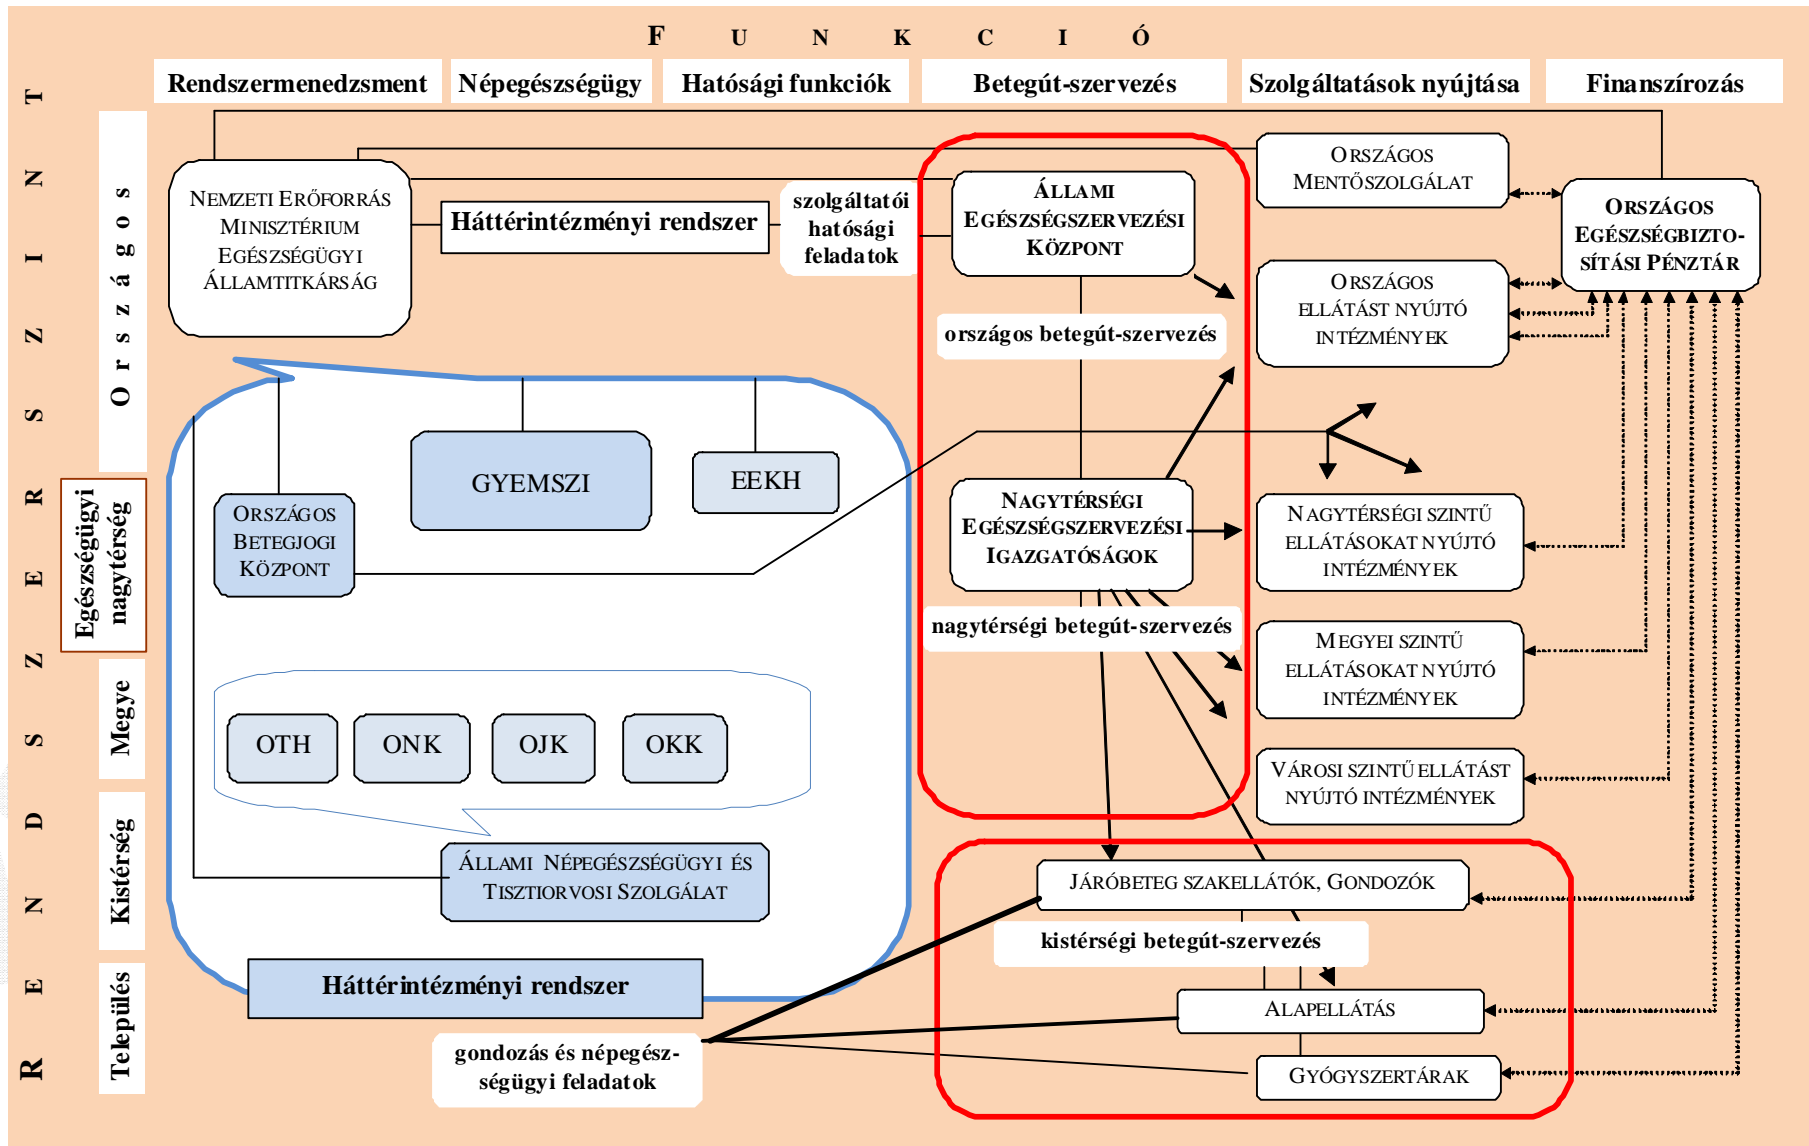 F U N K C I Ó
Rendszermenedzsment
Népegészségügy
Hatósági funkciók
Betegút-szervezés
Szolgáltatások nyújtása
Finanszírozás
R E N D S Z E R S Z I N T
Országos
Egészségügyi
nagytérség
Megye
Kistérség
Település
NEMZETI ERŐFORRÁS
MINISZTÉRIUM
EGÉSZSÉGÜGYI
ÁLLAMTITKÁRSÁG
Háttérintézményi rendszer
szolgáltatói
hatósági
feladatok
ÁLLAMI
EGÉSZSÉGSZERVEZÉSI
KÖZPONT
országos betegút-szervezés
ORSZÁGOS
MENTŐSZOLGÁLAT
ORSZÁGOS
ELLÁTÁST NYÚJTÓ
INTÉZMÉNYEK
ORSZÁGOS
EGÉSZSÉGBIZTO-
SÍTÁSI PÉNZTÁR
GYEMSZI
EEKH
ORSZÁGOS
BETEGJOGI
KÖZPONT
NAGYTÉRSÉGI
EGÉSZSÉGSZERVEZÉSI
IGAZGATÓSÁGOK
nagytérségi betegút-szervezés
NAGYTÉRSÉGI SZINTŰ
ELLÁTÁSOKAT NYÚJTÓ
INTÉZMÉNYEK
MEGYEI SZINTŰ
ELLÁTÁSOKAT NYÚJTÓ
INTÉZMÉNYEK
VÁROSI SZINTŰ ELLÁTÁST
NYÚJTÓ INTÉZMÉNYEK
OTH
ONK
OJK
OKK
ÁLLAMI NÉPEGÉSZSÉGÜGYI ÉS
TISZTIORVOSI SZOLGÁLAT
Háttérintézményi rendszer
JÁRÓBETEG SZAKELLÁTÓK, GONDOZÓK
kistérségi betegút-szervezés
ALAPELLÁTÁS
GYÓGYSZERTÁRAK
gondozás és népegész-
ségügyi feladatok